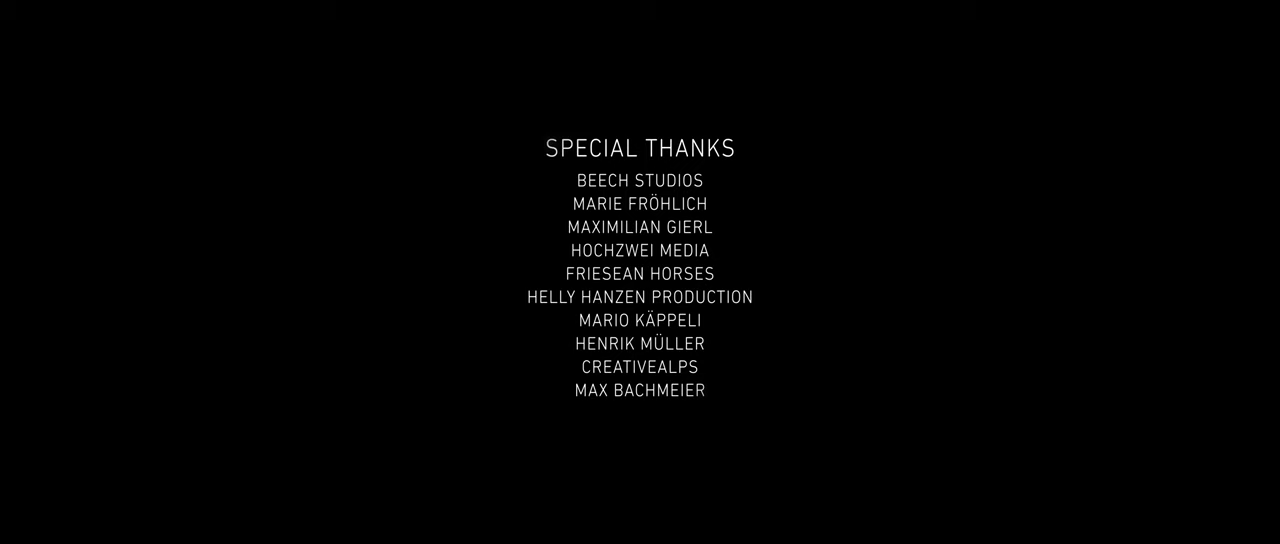 SPECIAL THANKS
BEECH STUDIOS
MARIE FRÖHLICH
MAXIMILIAN GIERL
HOCHZWEI MEDIA
FRIESEAN HORSES
HELLY HANZEN PRODUCTION
MARIO KÄPPELI
HENRIK MÜLLER
CREATIVEALPS
MAX BACHMEIER